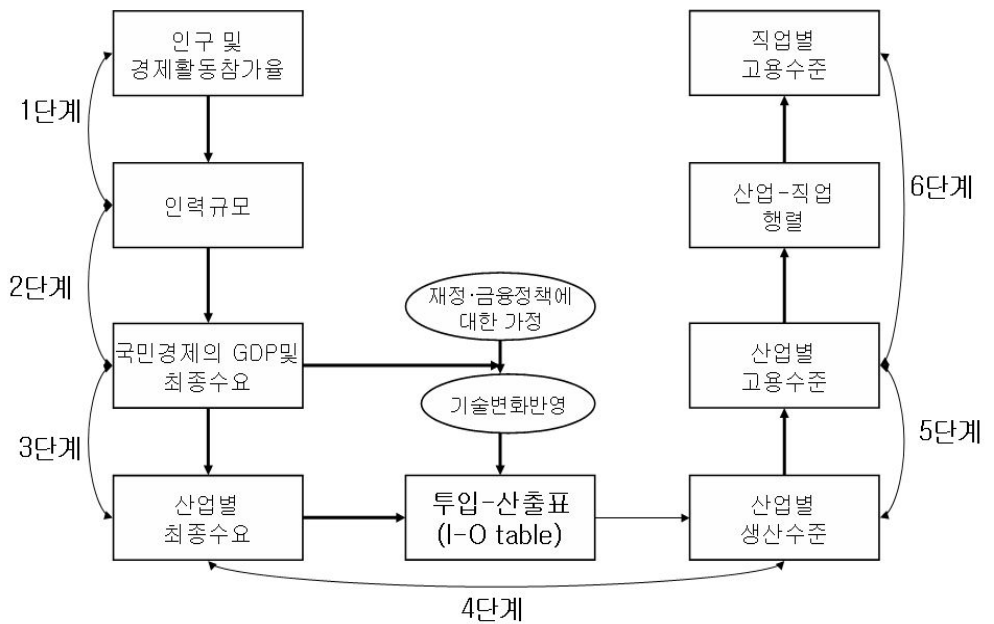 인구 및
경제활동참가율
1단계
인력규모
2단계
국민경제의 GDP및
최종수요
3단계
산업별
최종수요
재정·금융정책에
대한 가정
기술변화반영
투입-산출표
(I-O table)
4단계
산업별
생산수준
5단계
산업별
고용수준
산업-직업
행렬
6단계
직업별
고용수준